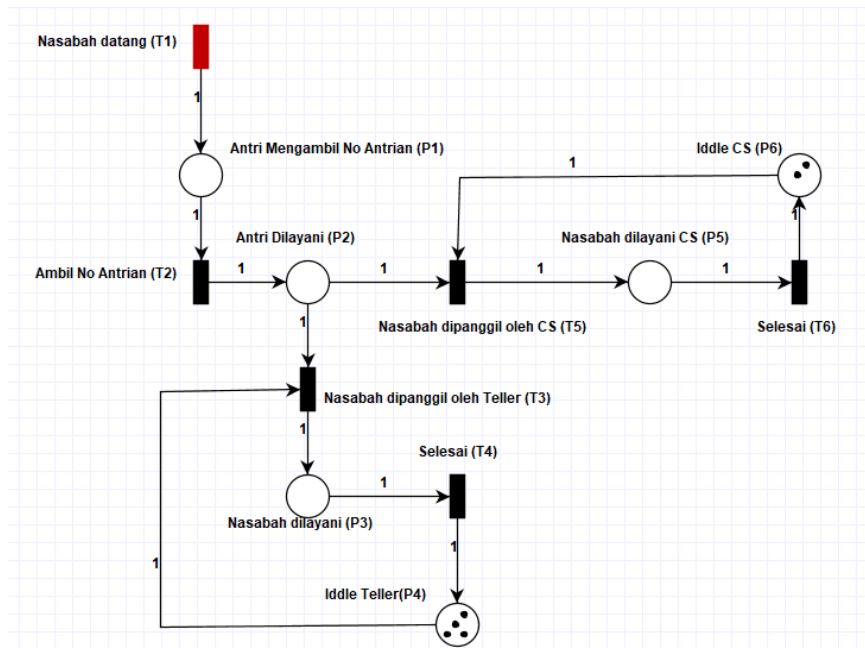 Nasabah datang (T1)
1
Antri Mengambil No Antrian (P1)
Iddle CS (P6)
1
1
1
Antri Dilayani (P2)
Nasabah dilayani CS (P5)
Ambil No Antrian (T2)
1
1
1
1
1
Nasabah dipanggil oleh CS (T5)
Selesai (T6)
Nasabah dipanggil oleh Teller (T3)
1
Selesai (T4)
1
Nasabah dilayani (P3)
1
1
Iddle Teller(P4)